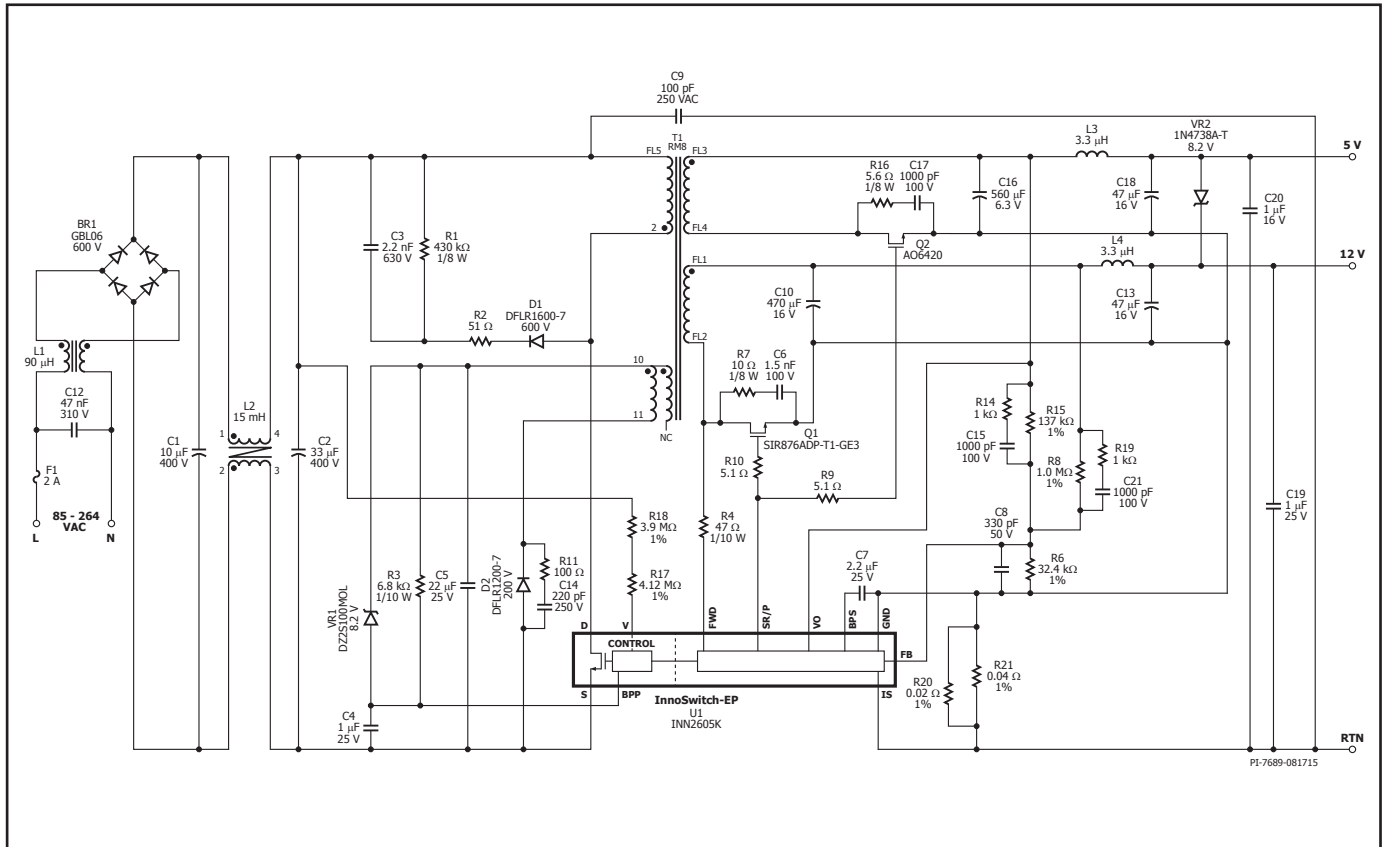 C9
100 pF
250 VAC
T1
RM8
FL5
FL3
2
FL4
FL1
FL2
10
11
NC
BR1
GBL06
600 V
L1
90 µH
C12
47 nF
310 V
F1
2 A
85 - 264
VAC
L
N
C1
10 µF
400 V
L2
15 mH
1
4
2
3
C2
33 µF
400 V
C3
2.2 nF
630 V
R1
430 kΩ
1/8 W
R2
51 Ω
D1
DFLR1600-7
600 V
R16
5.6 Ω
1/8 W
C17
1000 pF
100 V
Q2
AO6420
C16
560 µF
6.3 V
L3
3.3 µH
C18
47 µF
16 V
VR2
1N4738A-T
8.2 V
C20
1 µF
16 V
5 V
L4
3.3 µH
12 V
C10
470 µF
16 V
C13
47 µF
16 V
R7
10 Ω
1/8 W
C6
1.5 nF
100 V
Q1
SIR876ADP-T1-GE3
R10
5.1 Ω
R9
5.1 Ω
R4
47 Ω
1/10 W
R14
1 kΩ
C15
1000 pF
100 V
R15
137 kΩ
1%
R8
1.0 MΩ
1%
R19
1 kΩ
C21
1000 pF
100 V
C8
330 pF
50 V
R6
32.4 kΩ
1%
C7
2.2 µF
25 V
C19
1 µF
25 V
R18
3.9 MΩ
1%
R17
4.12 MΩ
1%
R11
100 Ω
C14
220 pF
250 V
D2
DFLR1200-7
200 V
R3
6.8 kΩ
1/10 W
C5
22 µF
25 V
VR1
DZ2S100MOL
8.2 V
C4
1 µF
25 V
D
V
FWD
SR/P
VO
BPS
GND
CONTROL
FB
S
BPP
IS
InnoSwitch-EP
U1
INN2605K
R20
0.02 Ω
1%
R21
0.04 Ω
1%
RTN
PI-7689-081715